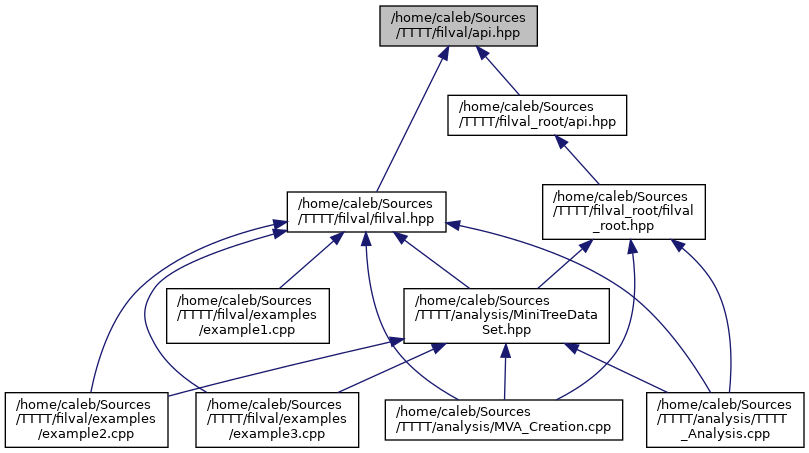 /home/caleb/Sources
/TTTT/filval/api.hpp
/home/caleb/Sources
/TTTT/filval_root/api.hpp
/home/caleb/Sources
/TTTT/filval/filval.hpp
/home/caleb/Sources
/TTTT/filval_root/filval
_root.hpp
/home/caleb/Sources
/TTTT/filval/examples
/example1.cpp
/home/caleb/Sources
/TTTT/analysis/MiniTreeData
Set.hpp
/home/caleb/Sources
/TTTT/filval/examples
/example2.cpp
/home/caleb/Sources
/TTTT/filval/examples
/example3.cpp
/home/caleb/Sources
/TTTT/analysis/MVA_Creation.cpp
/home/caleb/Sources
/TTTT/analysis/TTTT
_Analysis.cpp